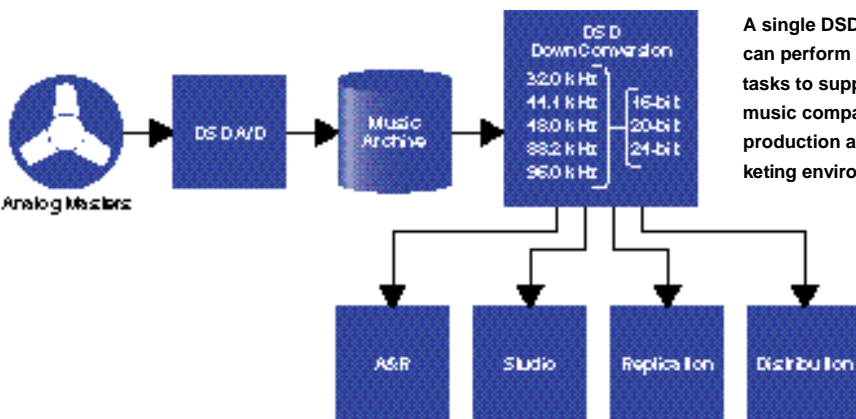 DSD
Down Conversion
32.0 kHz
44.1 kHz
48.0 kHz
88.2 kHz
96.0 kHz
16-bit
20-bit
24-bit
A single DSD
can perform
tasks to supp
music compa
production a
keting enviro
Analog Masters
DSD A/D
Music
Archive
A&R
Studio
Replication
Distribution